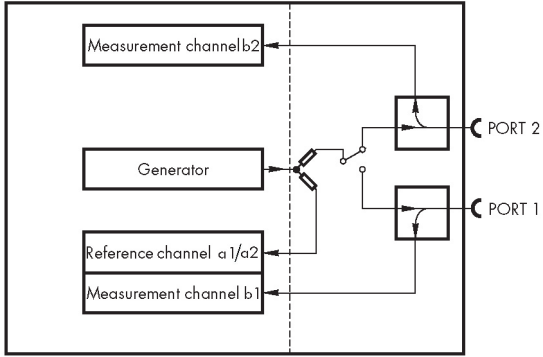 Measurement channel b2
PORT 2
Generator
PORT 1
Reference channel a1/a2
Measurement channel b1